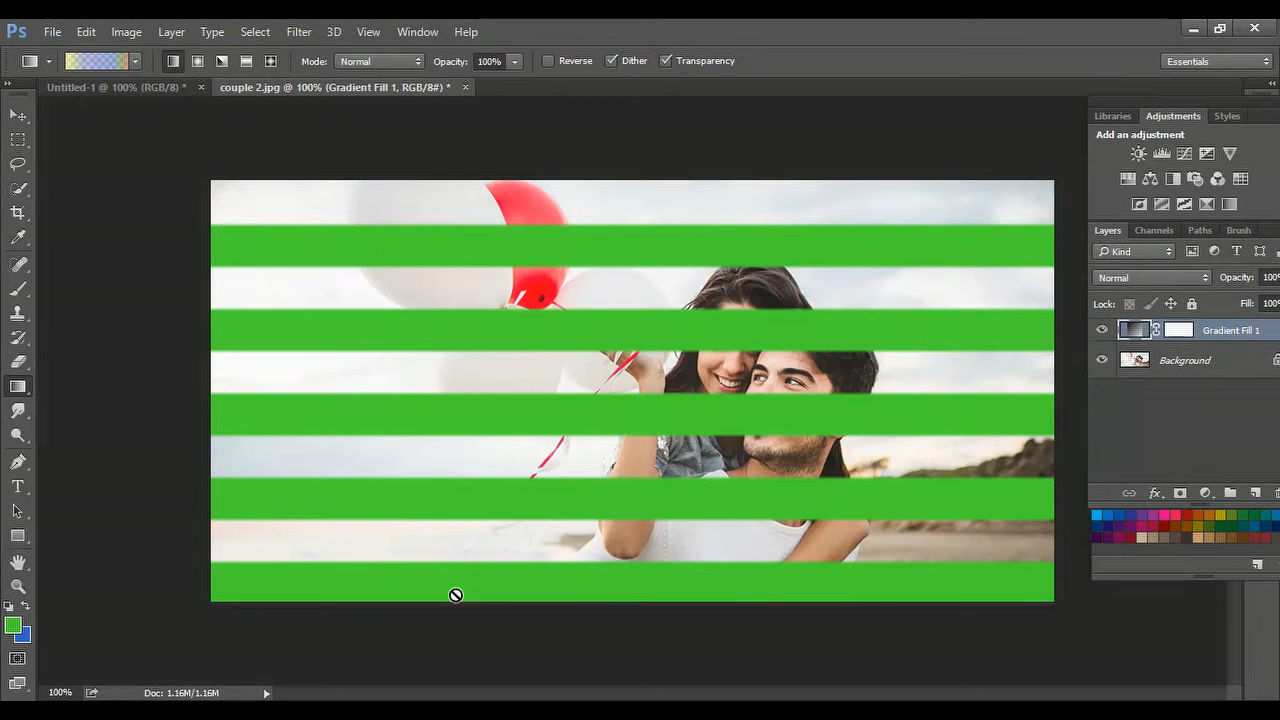 Ps File Edit Image Layer Type Select Filter 3D View Window Help
Mode: Normal Opacity: 100% Reverse Dither Transparency Essentials
Untitled-1 @ 100% (RGB/8) * × couple 2.jpg @ 100% (Gradient Fill 1, RGB/8#) * ×
Libraries Adjustments Styles
Add an adjustment
Layers Channels Paths Brush
Kind
Normal Opacity: 100%
Lock: Fill: 100%
Gradient Fill 1
Background
100% Doc: 1.16M/1.16M